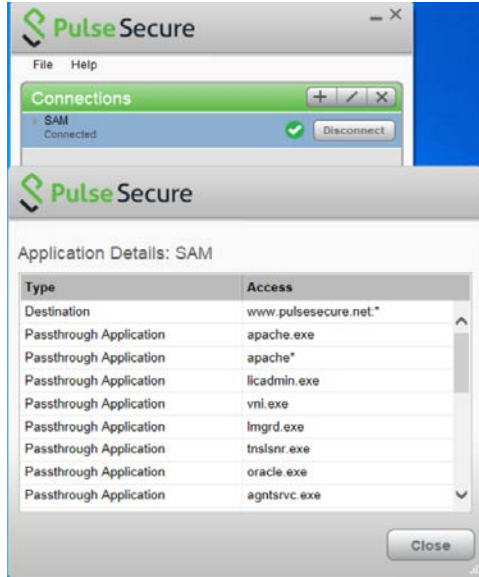 Pulse Secure
File Help
Connections
SAM
Connected
Disconnect
Pulse Secure
Application Details: SAM
Type Access
Destination www.pulsesecure.net:*
Passthrough Application apache.exe
Passthrough Application apache*
Passthrough Application licadmin.exe
Passthrough Application vni.exe
Passthrough Application lmgrd.exe
Passthrough Application tnslsnr.exe
Passthrough Application oracle.exe
Passthrough Application agntsrvc.exe
Close